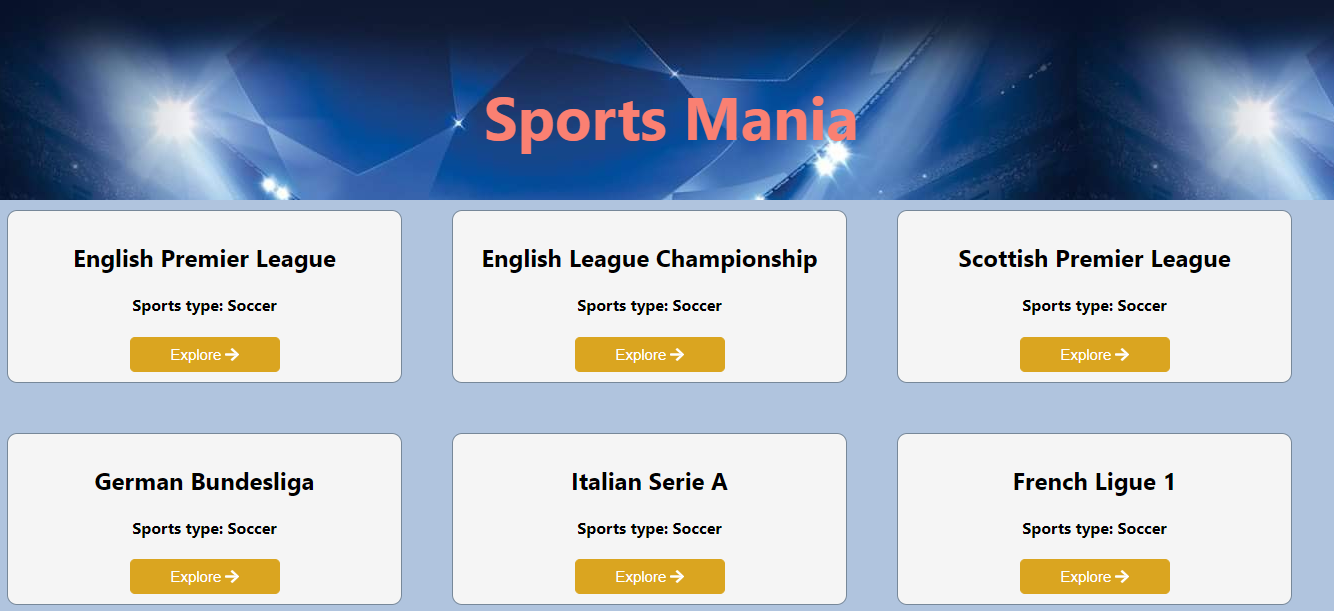 Sports Mania
English Premier League
Sports type: Soccer
Explore →
English League Championship
Sports type: Soccer
Explore →
Scottish Premier League
Sports type: Soccer
Explore →
German Bundesliga
Sports type: Soccer
Explore →
Italian Serie A
Sports type: Soccer
Explore →
French Ligue 1
Sports type: Soccer
Explore →